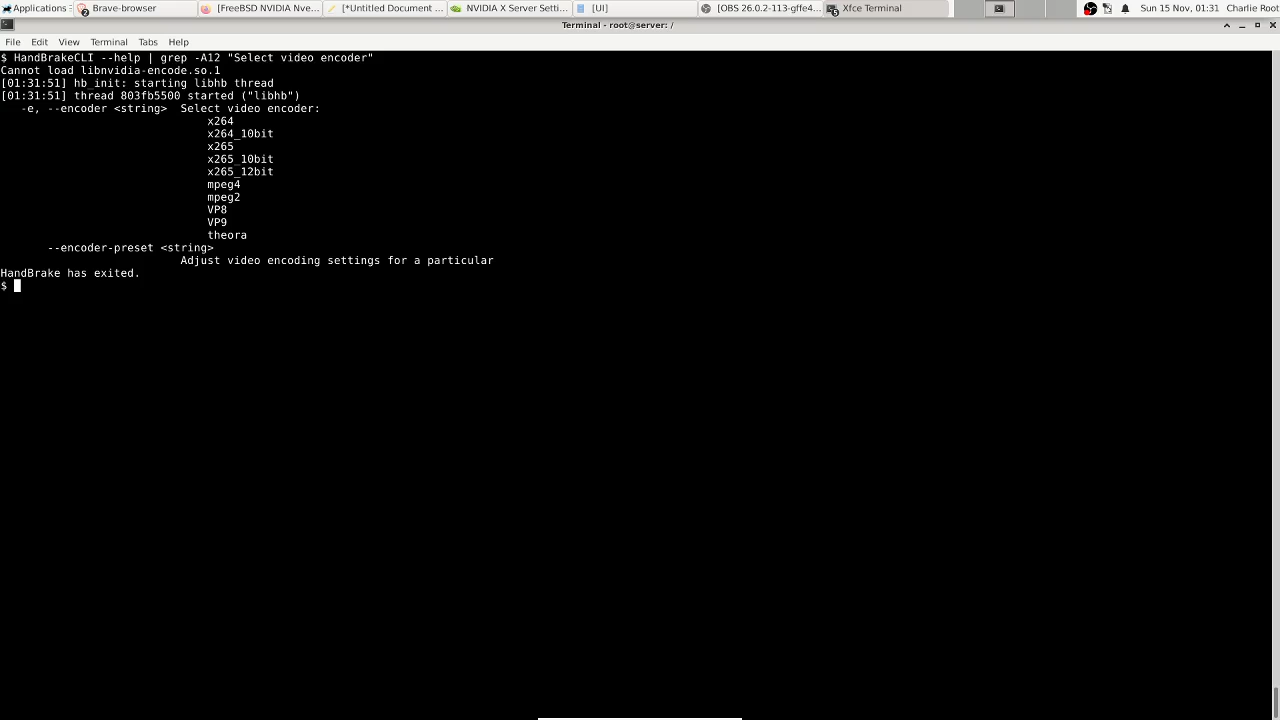 Applications
Brave-browser
[FreeBSD NVIDIA Nve...
[*Untitled Document ...
NVIDIA X Server Setti...
[UI]
[OBS 26.0.2-113-gffe4...
Xfce Terminal
Sun 15 Nov, 01:31
Charlie Root
Terminal - root@server: /
File Edit View Terminal Tabs Help
$ HandBrakeCLI --help | grep -A12 "Select video encoder"
Cannot load libnvidia-encode.so.1
[01:31:51] hb_init: starting libhb thread
[01:31:51] thread 803fb5500 started ("libhb")
-e, --encoder <string> Select video encoder:
x264
x264_10bit
x265
x265_10bit
x265_12bit
mpeg4
mpeg2
VP8
VP9
theora
--encoder-preset <string>
Adjust video encoding settings for a particular
HandBrake has exited.
$